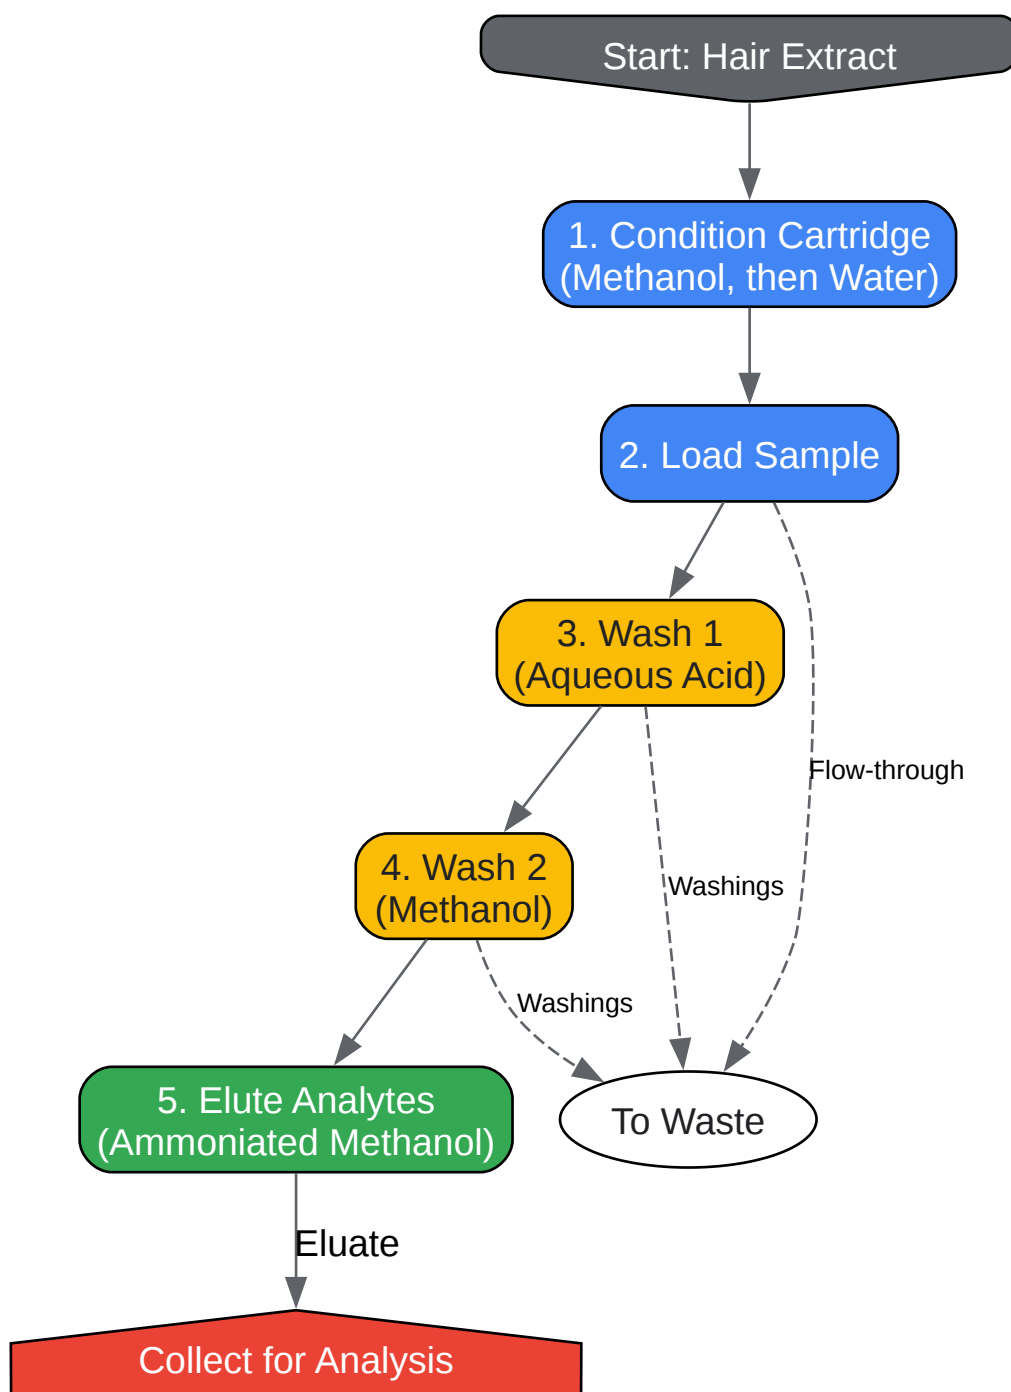 Start: Hair Extract
1. Condition Cartridge
(Methanol, then Water)
2. Load Sample
3. Wash 1
(Aqueous Acid)
Flow-through
4. Wash 2
(Methanol)
Washings
Washings
5. Elute Analytes
(Ammoniated Methanol)
To Waste
Eluate
Collect for Analysis